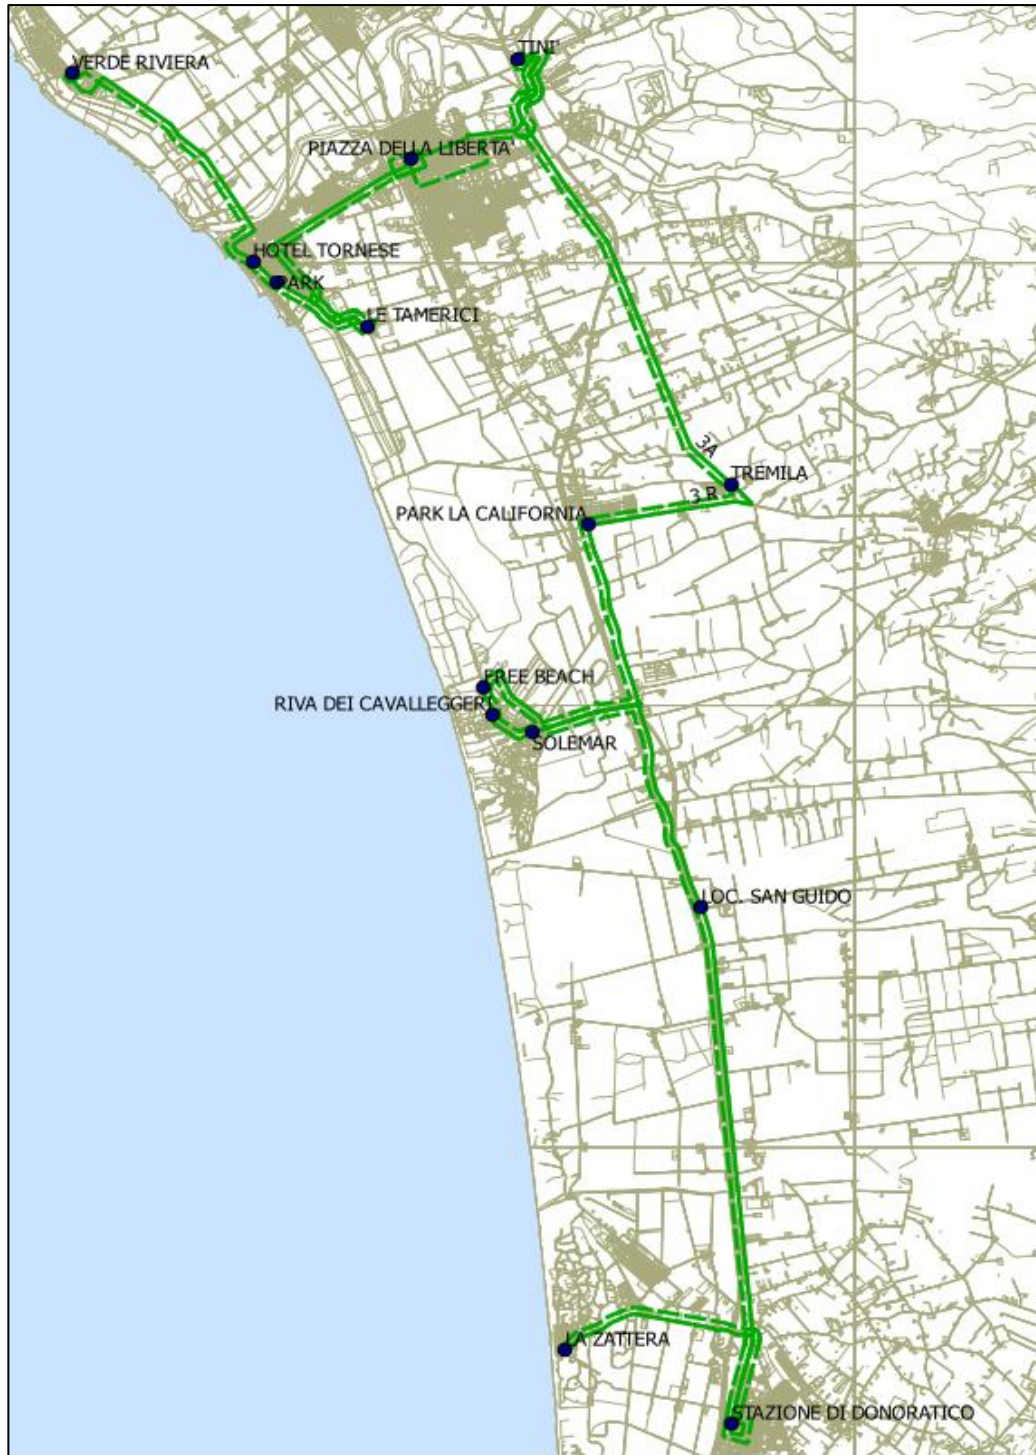 TINI'
VERDE RIVIERA
PIAZZA DELLA LIBERTA'
HOTEL TORNESE
PARK
LE TAMERICI
3A
TREMILA
3 R
PARK LA CALIFORNIA
FREE BEACH
RIVA DEI CAVALLEGGERI
SOLEMAR
LOC. SAN GUIDO
LA ZATTERA
STAZIONE DI DONORATICO